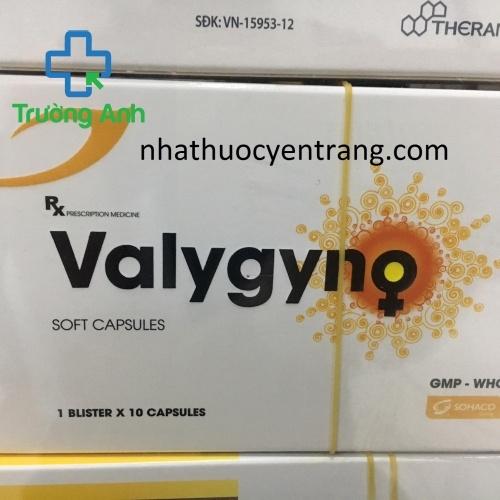 SĐK: VN-15953-12
Trường Anh
nhathuocyentrang.com
Rx PRESCRIPTION MEDICINE
Valygyno
SOFT CAPSULES
GMP - WHO
SOHACO
1 BLISTER X 10 CAPSULES